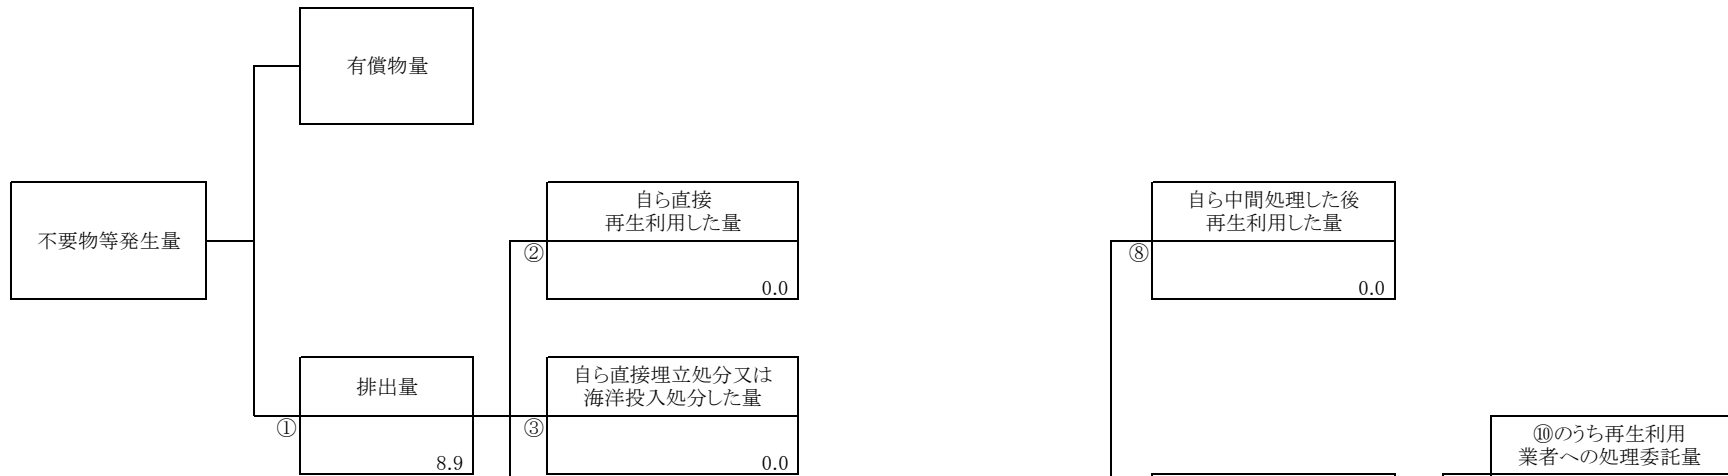 有償物量
不要物等発生量
自ら直接
再生利用した量
②
0.0
自ら中間処理した後
再生利用した量
⑧
0.0
排出量
①
8.9
自ら直接埋立処分又は
海洋投入処分した量
③
0.0
⑩のうち再生利用
業者への処理委託量